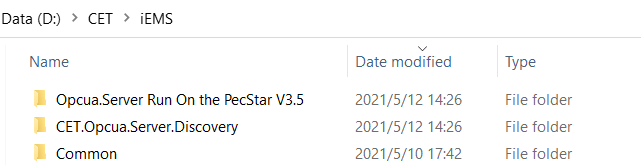 Data (D:) > CET > iEMS
Name Date modified Type
Opcua.Server Run On the PecStar V3.5 2021/5/12 14:26 File folder
CET.Opcua.Server.Discovery 2021/5/12 14:26 File folder
Common 2021/5/10 17:42 File folder